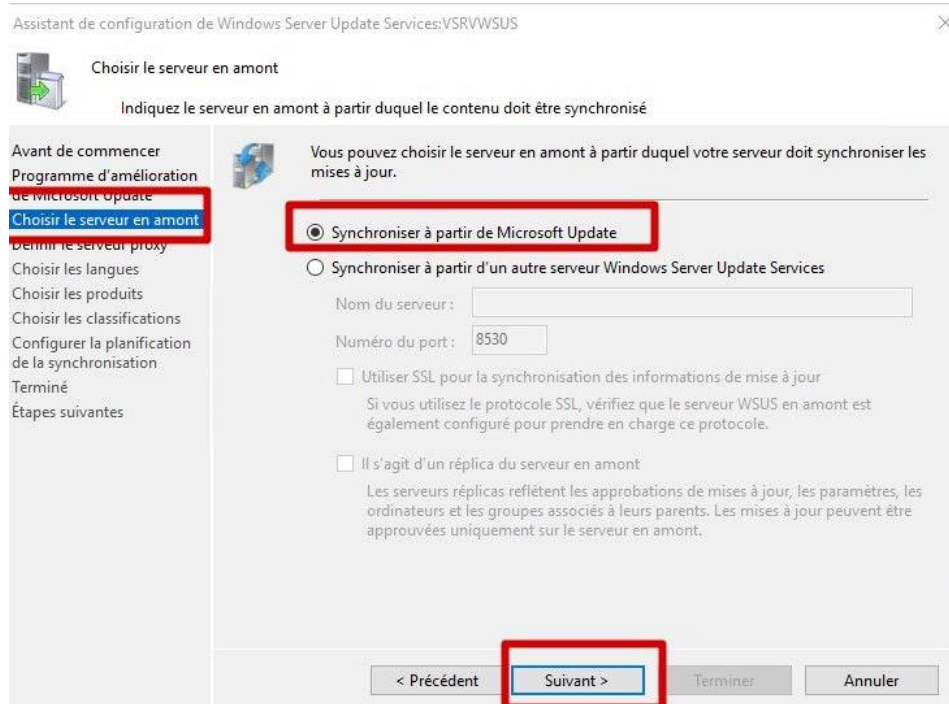 Assistant de configuration de Windows Server Update Services:VSRVWSUS
Choisir le serveur en amont
Indiquez le serveur en amont à partir duquel le contenu doit être synchronisé
Avant de commencer
Programme d'amélioration
de Microsoft Update
Choisir le serveur en amont
Définir le serveur proxy
Choisir les langues
Choisir les produits
Choisir les classifications
Configurer la planification
de la synchronisation
Terminé
Étapes suivantes
Vous pouvez choisir le serveur en amont à partir duquel votre serveur doit synchroniser les
mises à jour.
Synchroniser à partir de Microsoft Update
Synchroniser à partir d'un autre serveur Windows Server Update Services
Nom du serveur :
Numéro du port : 8530
Utiliser SSL pour la synchronisation des informations de mise à jour
Si vous utilisez le protocole SSL, vérifiez que le serveur WSUS en amont est
également configuré pour prendre en charge ce protocole.
Il s'agit d'un réplica du serveur en amont
Les serveurs réplicas reflètent les approbations de mises à jour, les paramètres, les
ordinateurs et les groupes associés à leurs parents. Les mises à jour peuvent être
approuvées uniquement sur le serveur en amont.
< Précédent
Suivant >
Terminer
Annuler